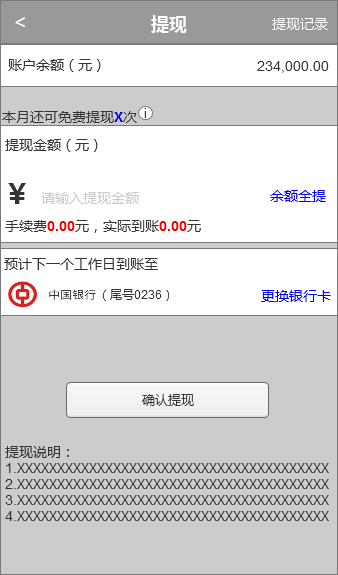 < 提现 提现记录
账户余额（元） 234,000.00
本月还可免费提现X次 i
提现金额（元）
¥ 请输入提现金额 余额全提
手续费0.00元，实际到账0.00元
预计下一个工作日到账至
中国银行（尾号0236） 更换银行卡
确认提现
提现说明：
1.XXXXXXXXXXXXXXXXXXXXXXXXXXXXXXXXXX
2.XXXXXXXXXXXXXXXXXXXXXXXXXXXXXXXXXX
3.XXXXXXXXXXXXXXXXXXXXXXXXXXXXXXXXXX
4.XXXXXXXXXXXXXXXXXXXXXXXXXXXXXXXXXX